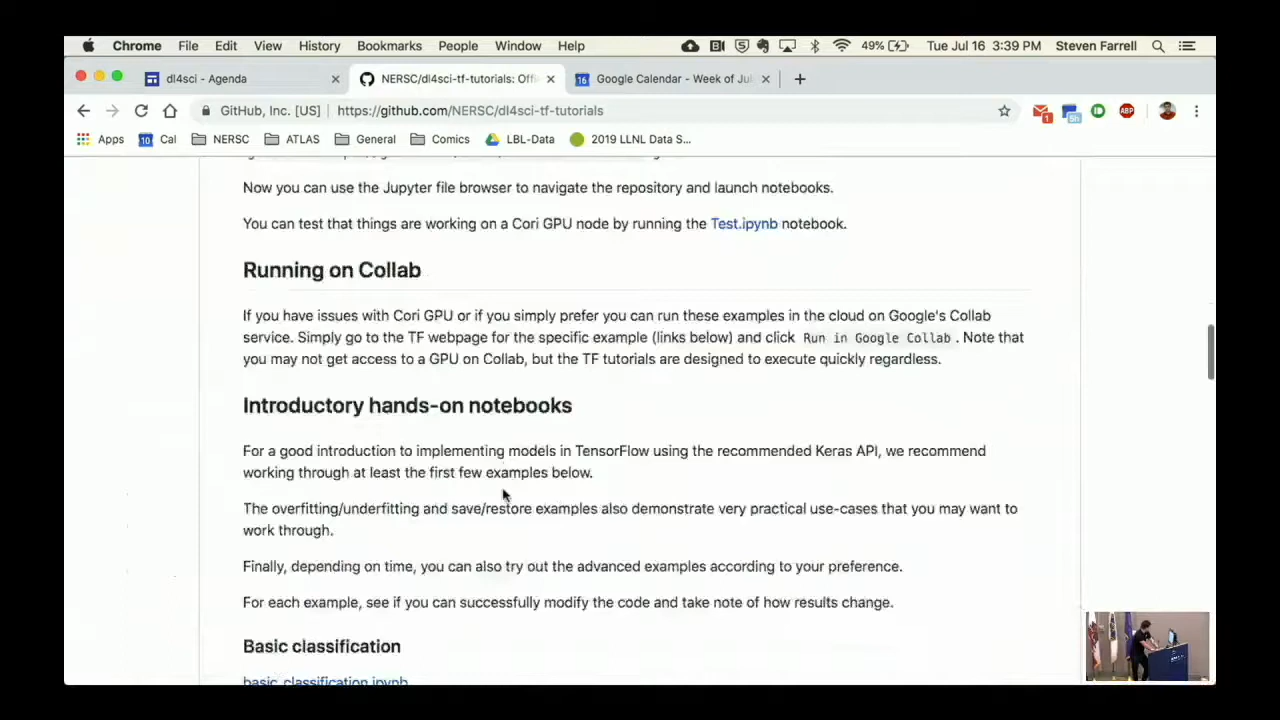 Chrome File Edit View History Bookmarks People Window Help 49% Tue Jul 16 3:39 PM Steven Farrell
dl4sci - Agenda NERSC/dl4sci-tf-tutorials: Offi 16 Google Calendar - Week of Jul
GitHub, Inc. [US] https://github.com/NERSC/dl4sci-tf-tutorials
Apps 10 Cal NERSC ATLAS General Comics LBL-Data 2019 LLNL Data S...
Now you can use the Jupyter file browser to navigate the repository and launch notebooks.
You can test that things are working on a Cori GPU node by running the Test.ipynb notebook.
Running on Collab
If you have issues with Cori GPU or if you simply prefer you can run these examples in the cloud on Google's Collab
service. Simply go to the TF webpage for the specific example (links below) and click Run in Google Collab . Note that
you may not get access to a GPU on Collab, but the TF tutorials are designed to execute quickly regardless.
Introductory hands-on notebooks
For a good introduction to implementing models in TensorFlow using the recommended Keras API, we recommend
working through at least the first few examples below.
The overfitting/underfitting and save/restore examples also demonstrate very practical use-cases that you may want to
work through.
Finally, depending on time, you can also try out the advanced examples according to your preference.
For each example, see if you can successfully modify the code and take note of how results change.
Basic classification
basic_classification.ipynb